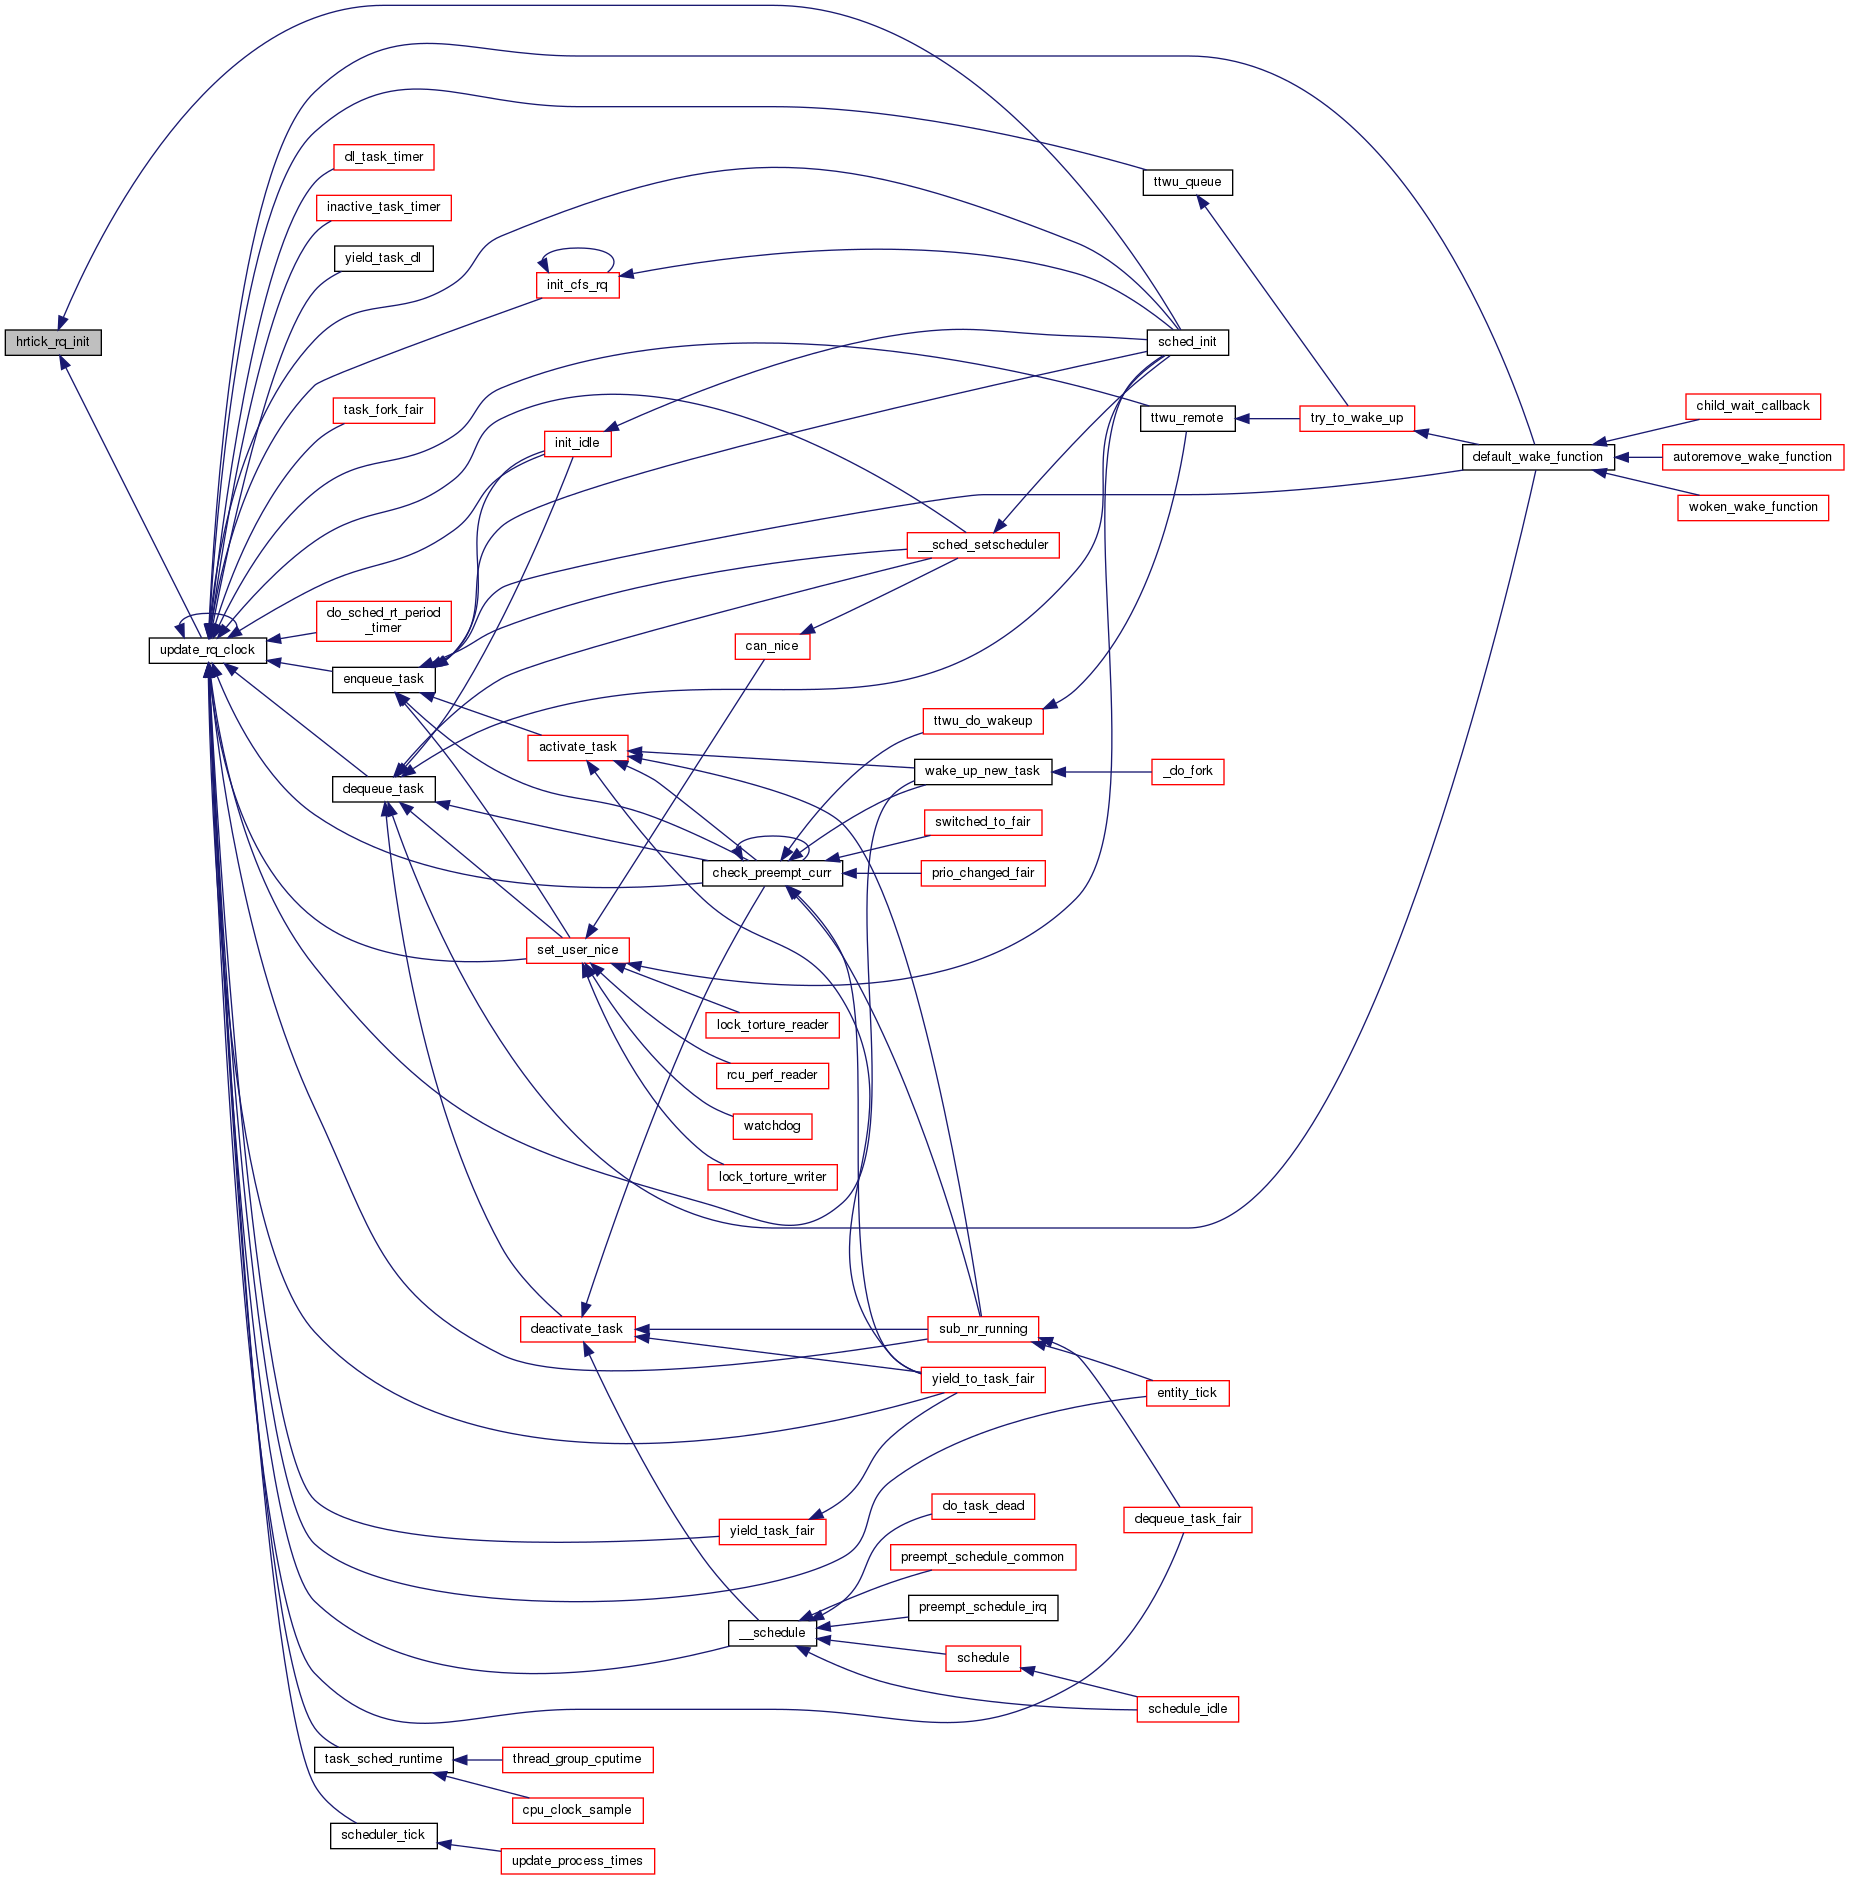 dl_task_timer
ttwu_queue
inactive_task_timer
yield_task_dl
init_cfs_rq
hrtick_rq_init
sched_init
child_wait_callback
task_fork_fair
ttwu_remote
try_to_wake_up
init_idle
default_wake_function
autoremove_wake_function
woken_wake_function
__sched_setscheduler
do_sched_rt_period
_timer
update_rq_clock
can_nice
enqueue_task
ttwu_do_wakeup
activate_task
wake_up_new_task
_do_fork
dequeue_task
switched_to_fair
check_preempt_curr
prio_changed_fair
set_user_nice
lock_torture_reader
rcu_perf_reader
watchdog
lock_torture_writer
deactivate_task
sub_nr_running
yield_to_task_fair
entity_tick
do_task_dead
dequeue_task_fair
yield_task_fair
preempt_schedule_common
preempt_schedule_irq
__schedule
schedule
schedule_idle
task_sched_runtime
thread_group_cputime
cpu_clock_sample
scheduler_tick
update_process_times